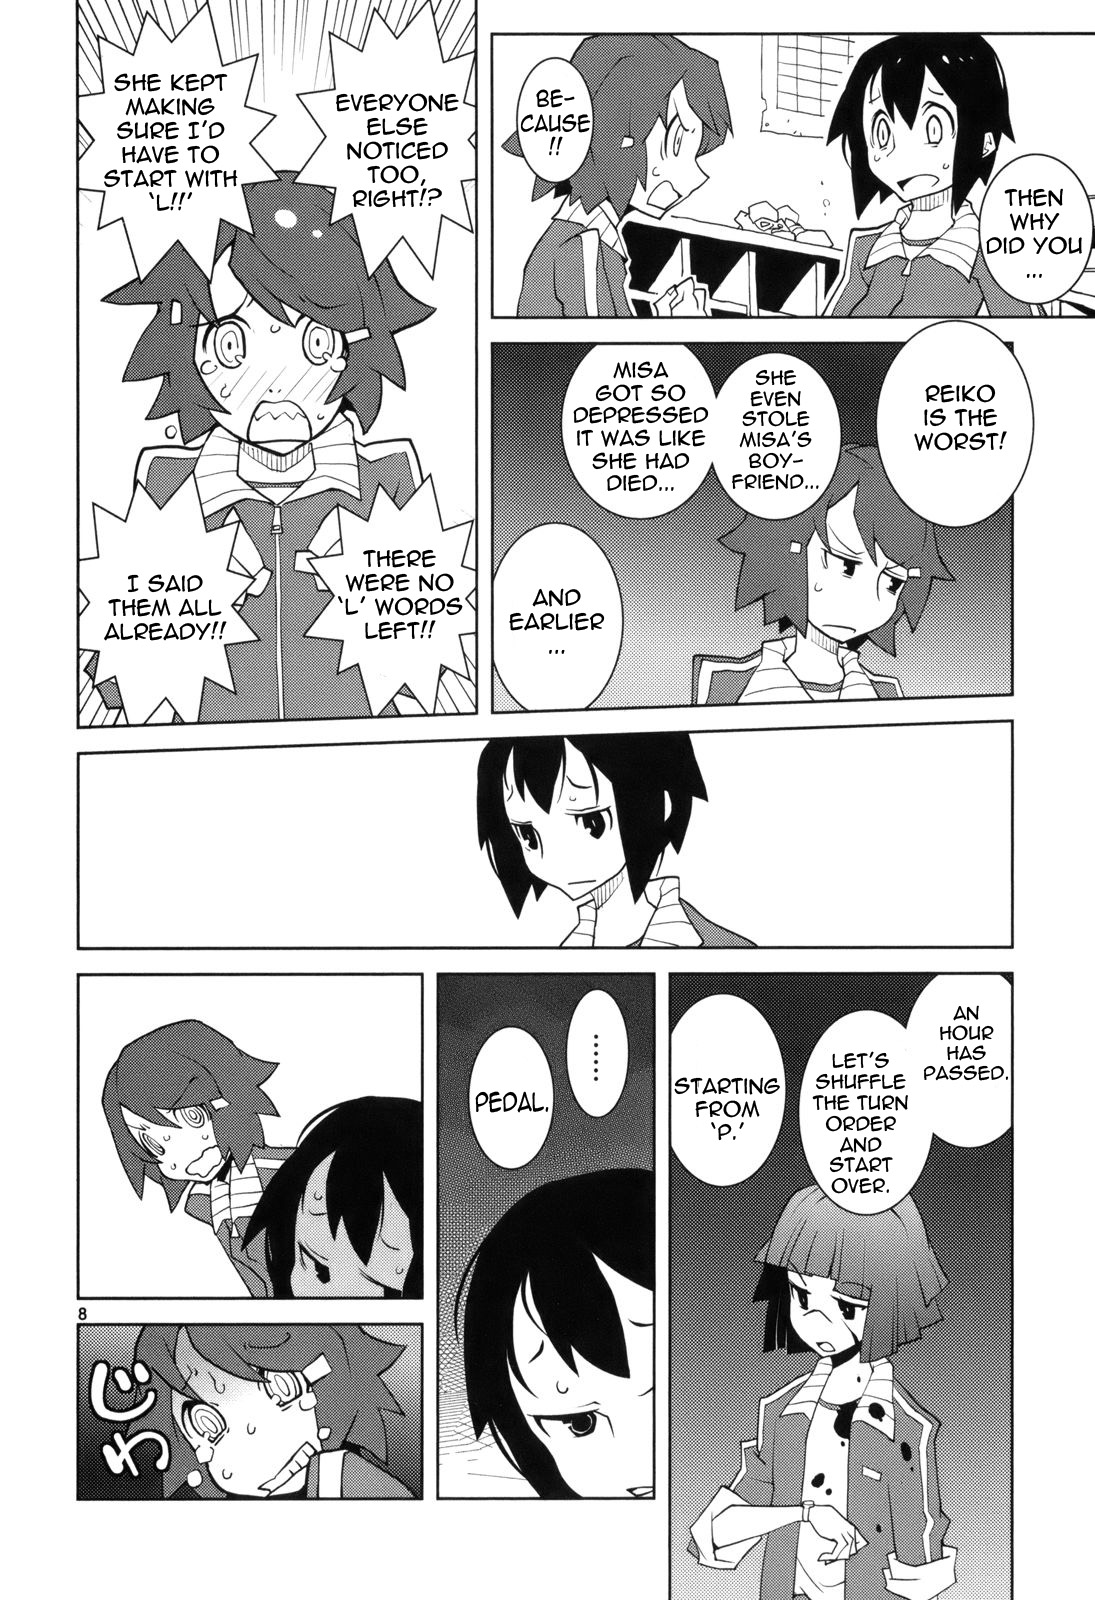 THEN
WHY
DID YOU
...
BE-
CAUSE
!!
REIKO
IS THE
WORST!
SHE
EVEN
STOLE
MISA'S
BOY-
FRIEND...
MISA
GOT SO
DEPRESSED
IT WAS LIKE
SHE HAD
DIED...
AND
EARLIER
...
EVERYONE
ELSE
NOTICED
TOO,
RIGHT!?
SHE KEPT
MAKING
SURE I'D
HAVE TO
START WITH
'L!!'
THERE
WERE NO
'L' WORDS
LEFT!!
I SAID
THEM ALL
ALREADY!!
AN
HOUR
HAS
PASSED.
LET'S
SHUFFLE
THE TURN
ORDER
AND
START
OVER.
STARTING
FROM
'P.'
......
PEDAL.
8
じわ